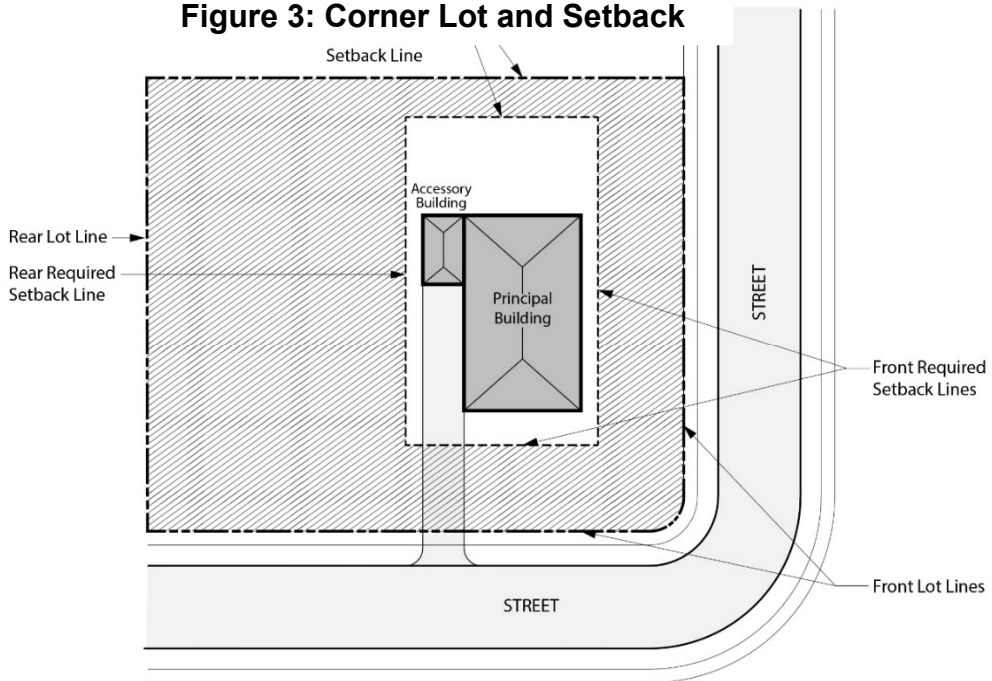 Figure 3: Corner Lot and Setback
Setback Line
Accessory
Building
Rear Lot Line
Rear Required
Setback Line
Principal
Building
STREET
Front Required
Setback Lines
Front Lot Lines
STREET